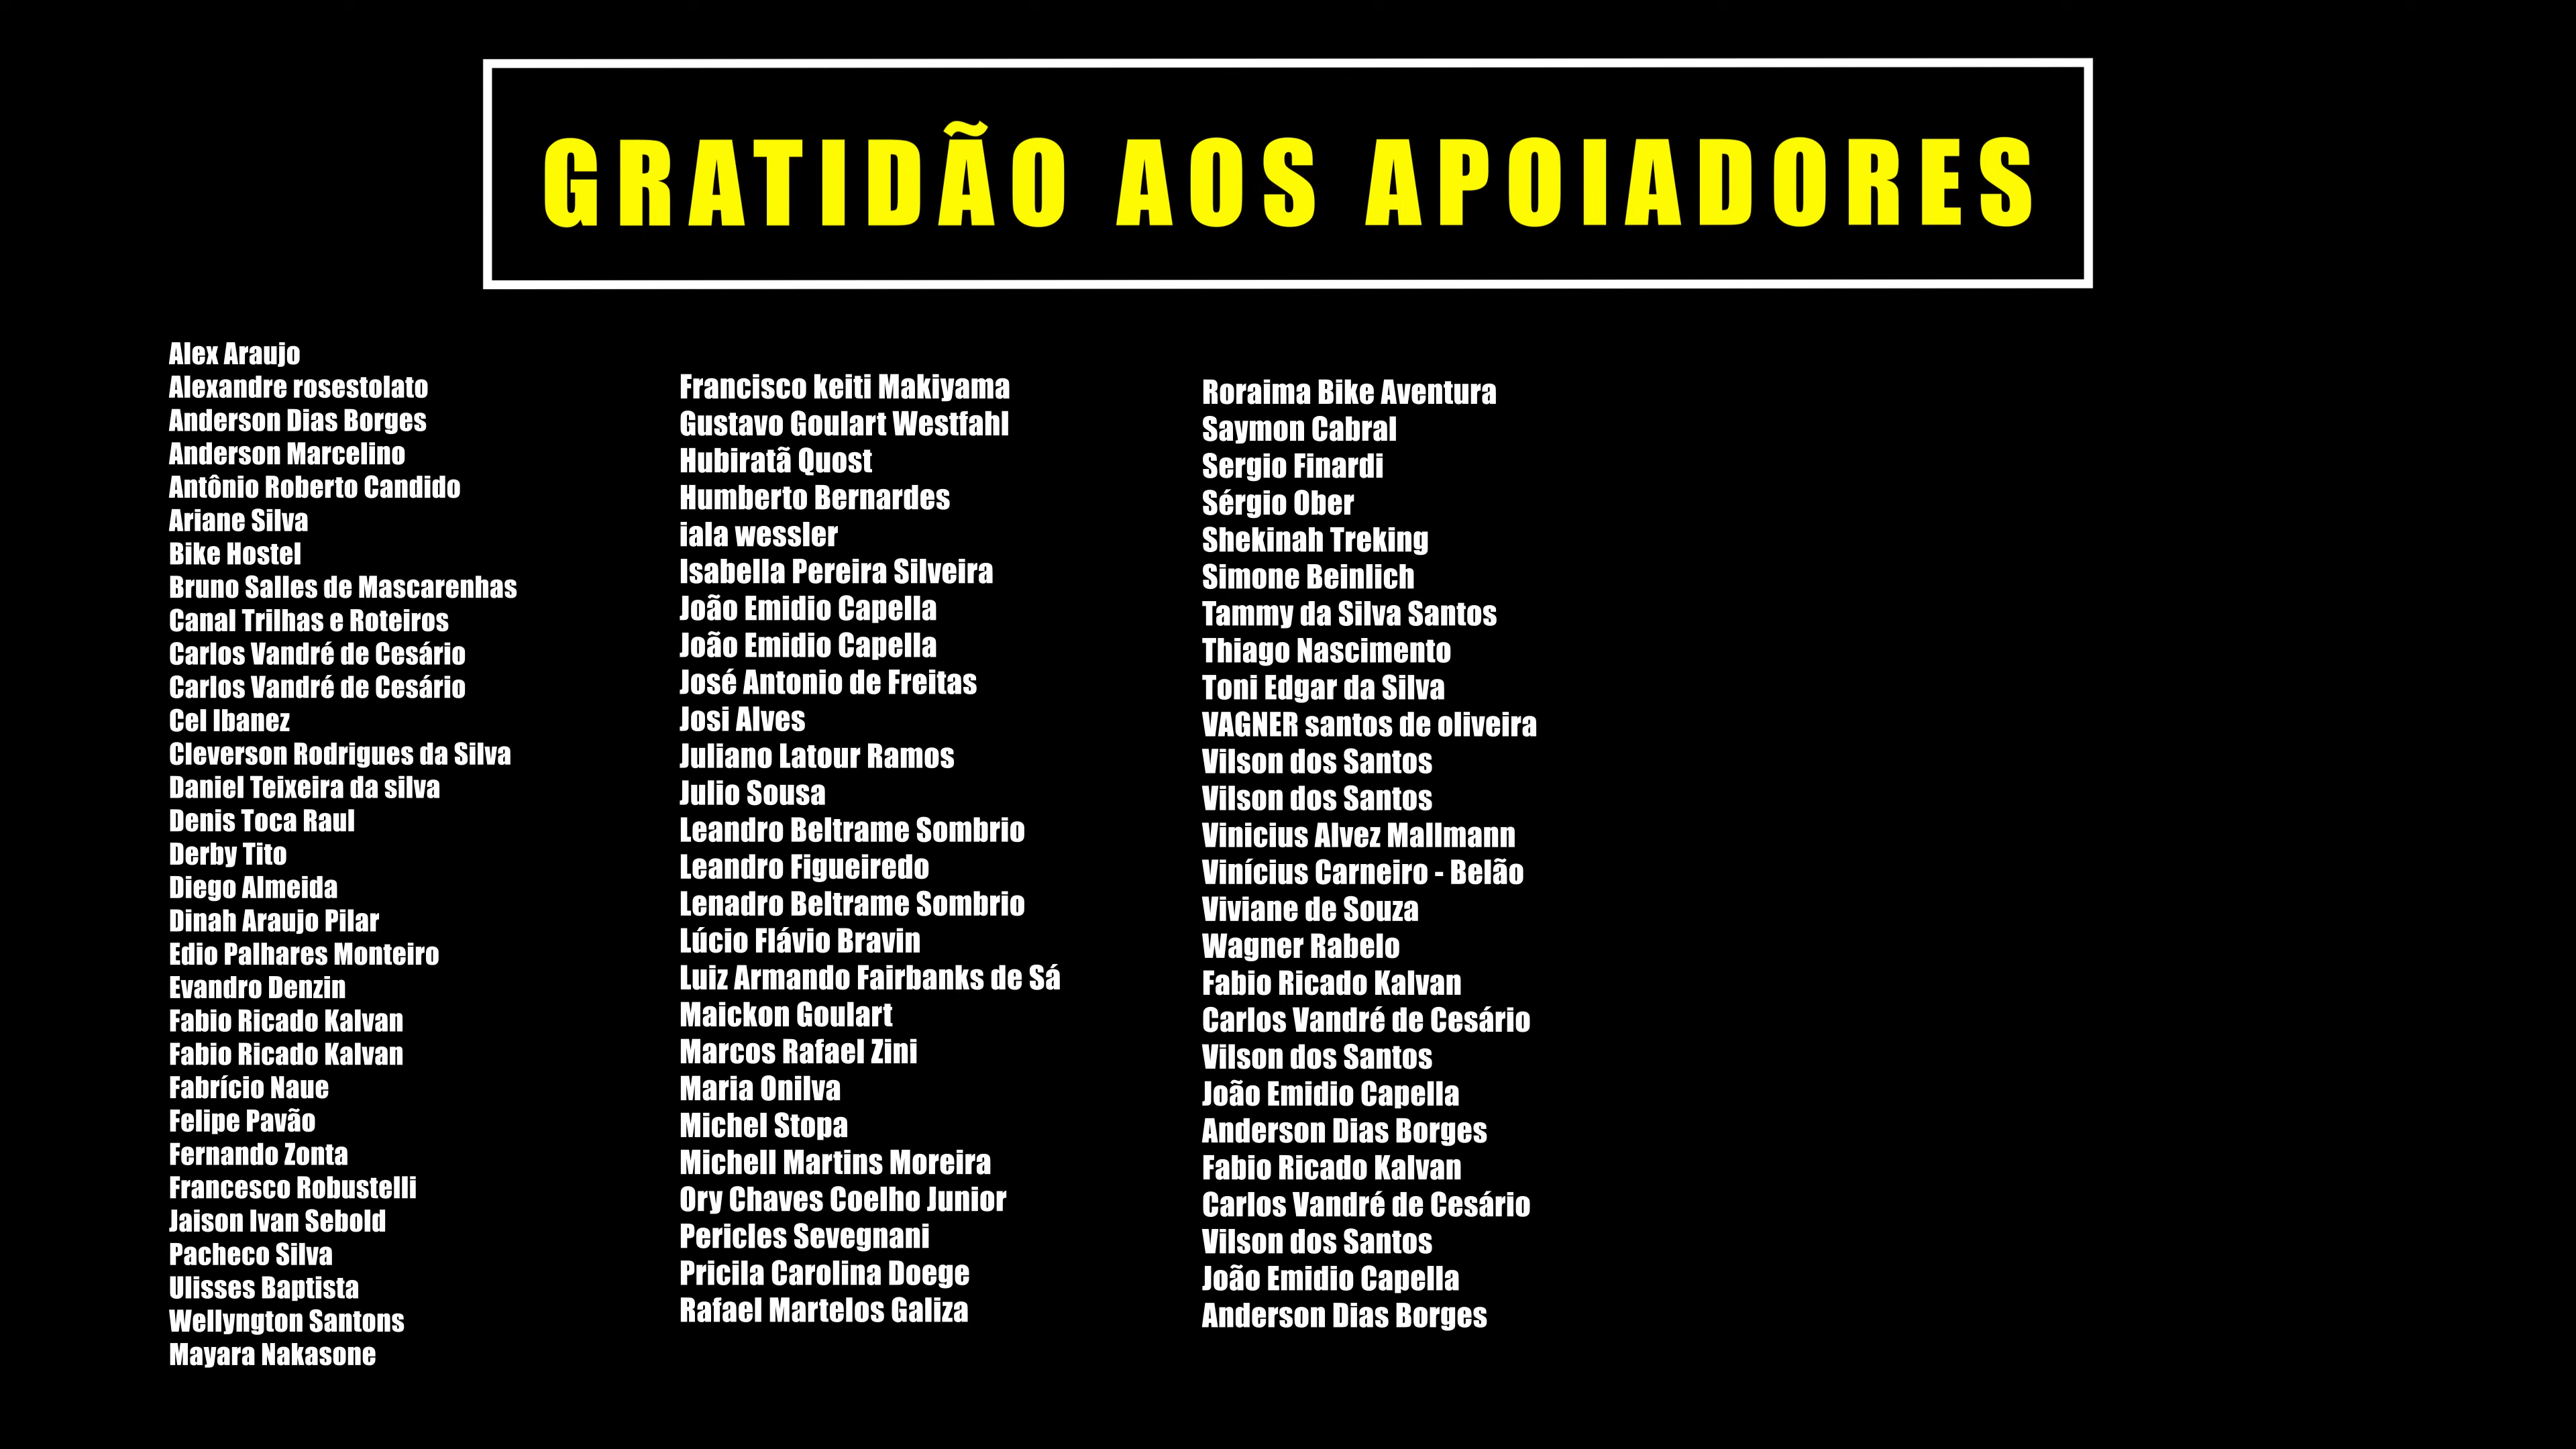 GRATIDÃO AOS APOIADORES
Alex Araujo
Alexandre rosestolato
Anderson Dias Borges
Anderson Marcelino
Antônio Roberto Candido
Ariane Silva
Bike Hostel
Bruno Salles de Mascarenhas
Canal Trilhas e Roteiros
Carlos Vandré de Cesário
Carlos Vandré de Cesário
Cel Ibanez
Cleverson Rodrigues da Silva
Daniel Teixeira da silva
Denis Toca Raul
Derby Tito
Diego Almeida
Dinah Araujo Pilar
Edio Palhares Monteiro
Evandro Denzin
Fabio Ricado Kalvan
Fabio Ricado Kalvan
Fabrício Naue
Felipe Pavão
Fernando Zonta
Francesco Robustelli
Jaison Ivan Sebold
Pacheco Silva
Ulisses Baptista
Wellyngton Santons
Mayara Nakasone
Francisco keiti Makiyama
Gustavo Goulart Westfahl
Hubiratã Quost
Humberto Bernardes
iala wessler
Isabella Pereira Silveira
João Emidio Capella
João Emidio Capella
José Antonio de Freitas
Josi Alves
Juliano Latour Ramos
Julio Sousa
Leandro Beltrame Sombrio
Leandro Figueiredo
Lenadro Beltrame Sombrio
Lúcio Flávio Bravin
Luiz Armando Fairbanks de Sá
Maickon Goulart
Marcos Rafael Zini
Maria Onilva
Michel Stopa
Michell Martins Moreira
Ory Chaves Coelho Junior
Pericles Sevegnani
Pricila Carolina Doege
Rafael Martelos Galiza
Roraima Bike Aventura
Saymon Cabral
Sergio Finardi
Sérgio Ober
Shekinah Treking
Simone Beinlich
Tammy da Silva Santos
Thiago Nascimento
Toni Edgar da Silva
VAGNER santos de oliveira
Vilson dos Santos
Vilson dos Santos
Vinicius Alvez Mallmann
Vinícius Carneiro - Belão
Viviane de Souza
Wagner Rabelo
Fabio Ricado Kalvan
Carlos Vandré de Cesário
Vilson dos Santos
João Emidio Capella
Anderson Dias Borges
Fabio Ricado Kalvan
Carlos Vandré de Cesário
Vilson dos Santos
João Emidio Capella
Anderson Dias Borges